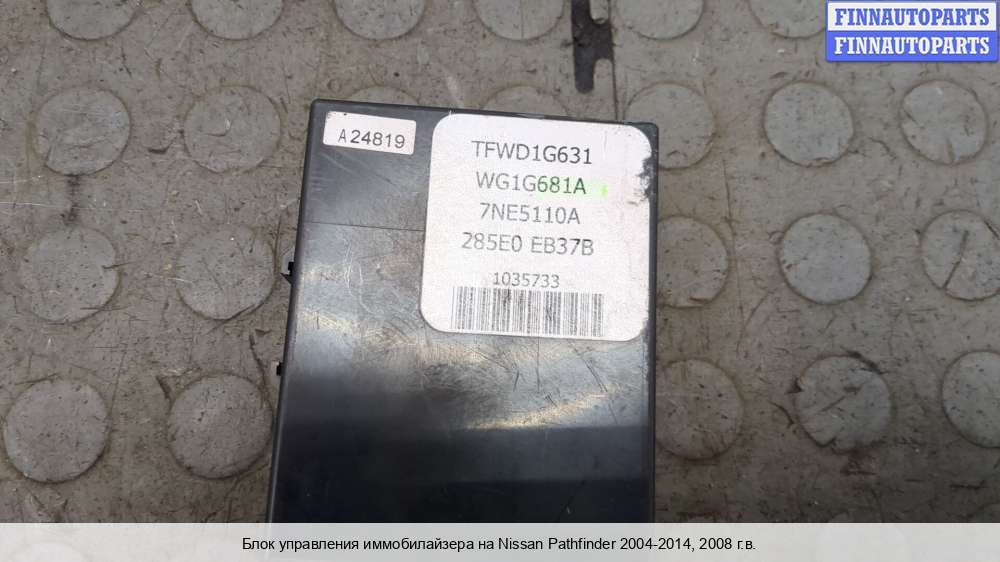 FINNAUTOPARTS
FINNAUTOPARTS
A24819
TFWD1G631
WG1G681A
7NE5110A
285E0 EB37B
1035733
Блок управления иммобилайзера на Nissan Pathfinder 2004-2014, 2008 г.в.